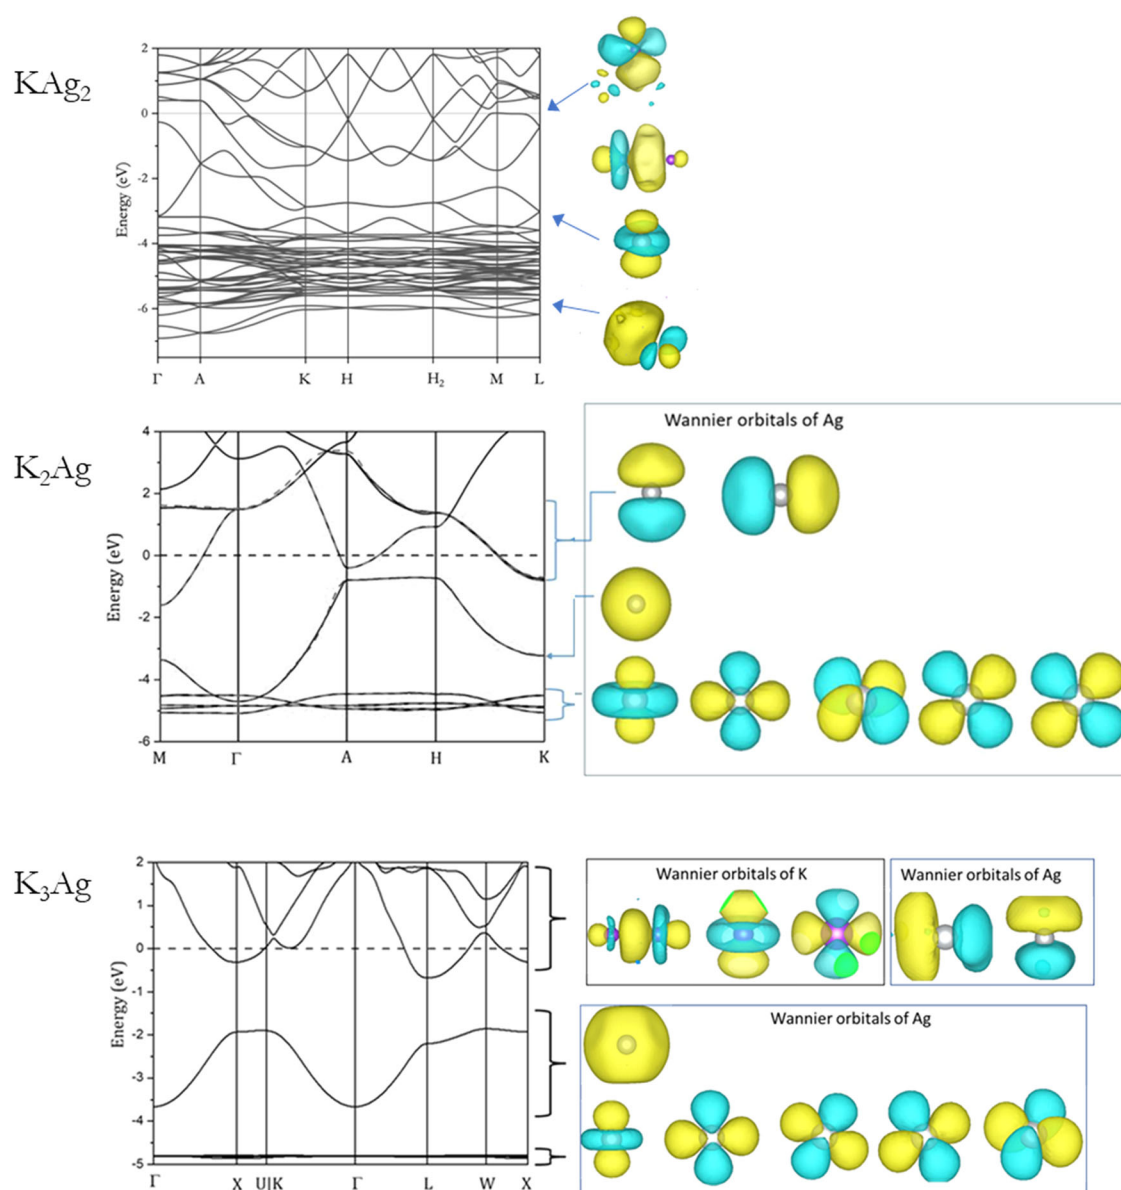 KAg2
2
0
-2
-4
-6
Energy (eV)
Γ A K H H2 M L
K2Ag
4
2
0
-2
-4
-6
Energy (eV)
M Γ A H K
Wannier orbitals of Ag
K3Ag
2
1
0
-1
-2
-3
-4
-5
Energy (eV)
Γ X U|K Γ L W X
Wannier orbitals of K
Wannier orbitals of Ag
Wannier orbitals of Ag